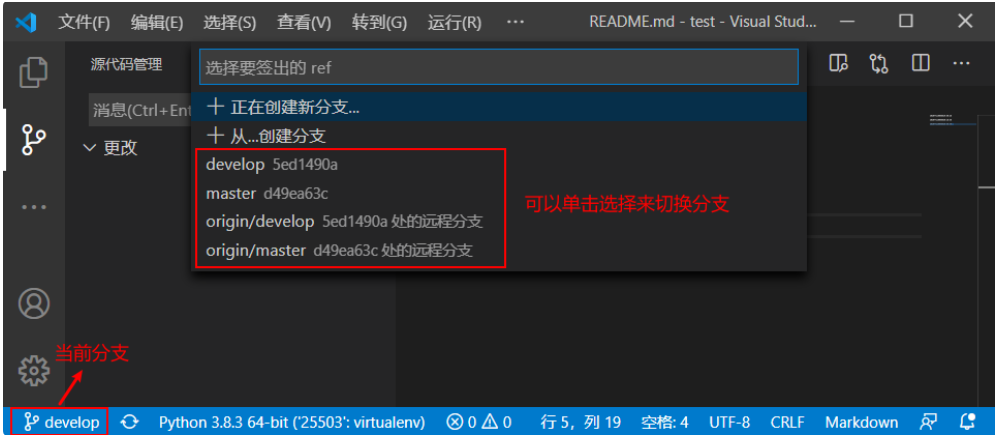 文件(F) 编辑(E) 选择(S) 查看(V) 转到(G) 运行(R) ··· README.md - test - Visual Stud...
源代码管理
选择要签出的 ref
消息(Ctrl+Ent
正在创建新分支...
更改
从...创建分支
develop 5ed1490a
master d49ea63c
可以单击选择来切换分支
origin/develop 5ed1490a 处的远程分支
origin/master d49ea63c 处的远程分支
当前分支
develop Python 3.8.3 64-bit ('25503': virtualenv) 0 0 行 5，列 19 空格: 4 UTF-8 CRLF Markdown